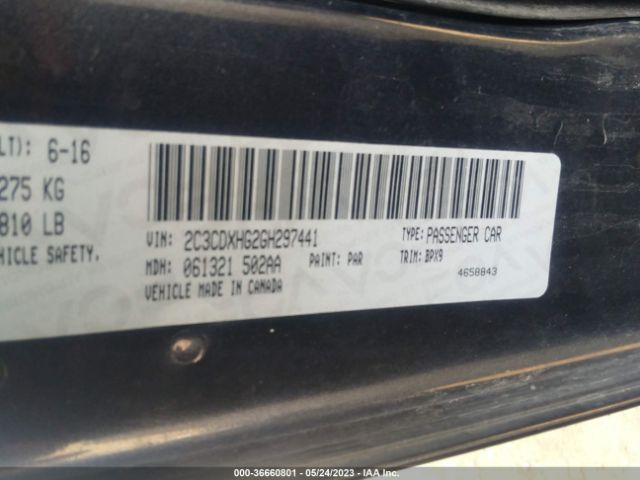 LT): 6-16
275 KG
810 LB
HICLE SAFETY.
VIN: 2C3CDXHG2GH297441
TYPE: PASSENGER CAR
MDH: 061321 502AA
PAINT: PAR
TRIM: BPX9
VEHICLE MADE IN CANADA
4658843
000-36660801 - 05/24/2023 - IAA Inc.